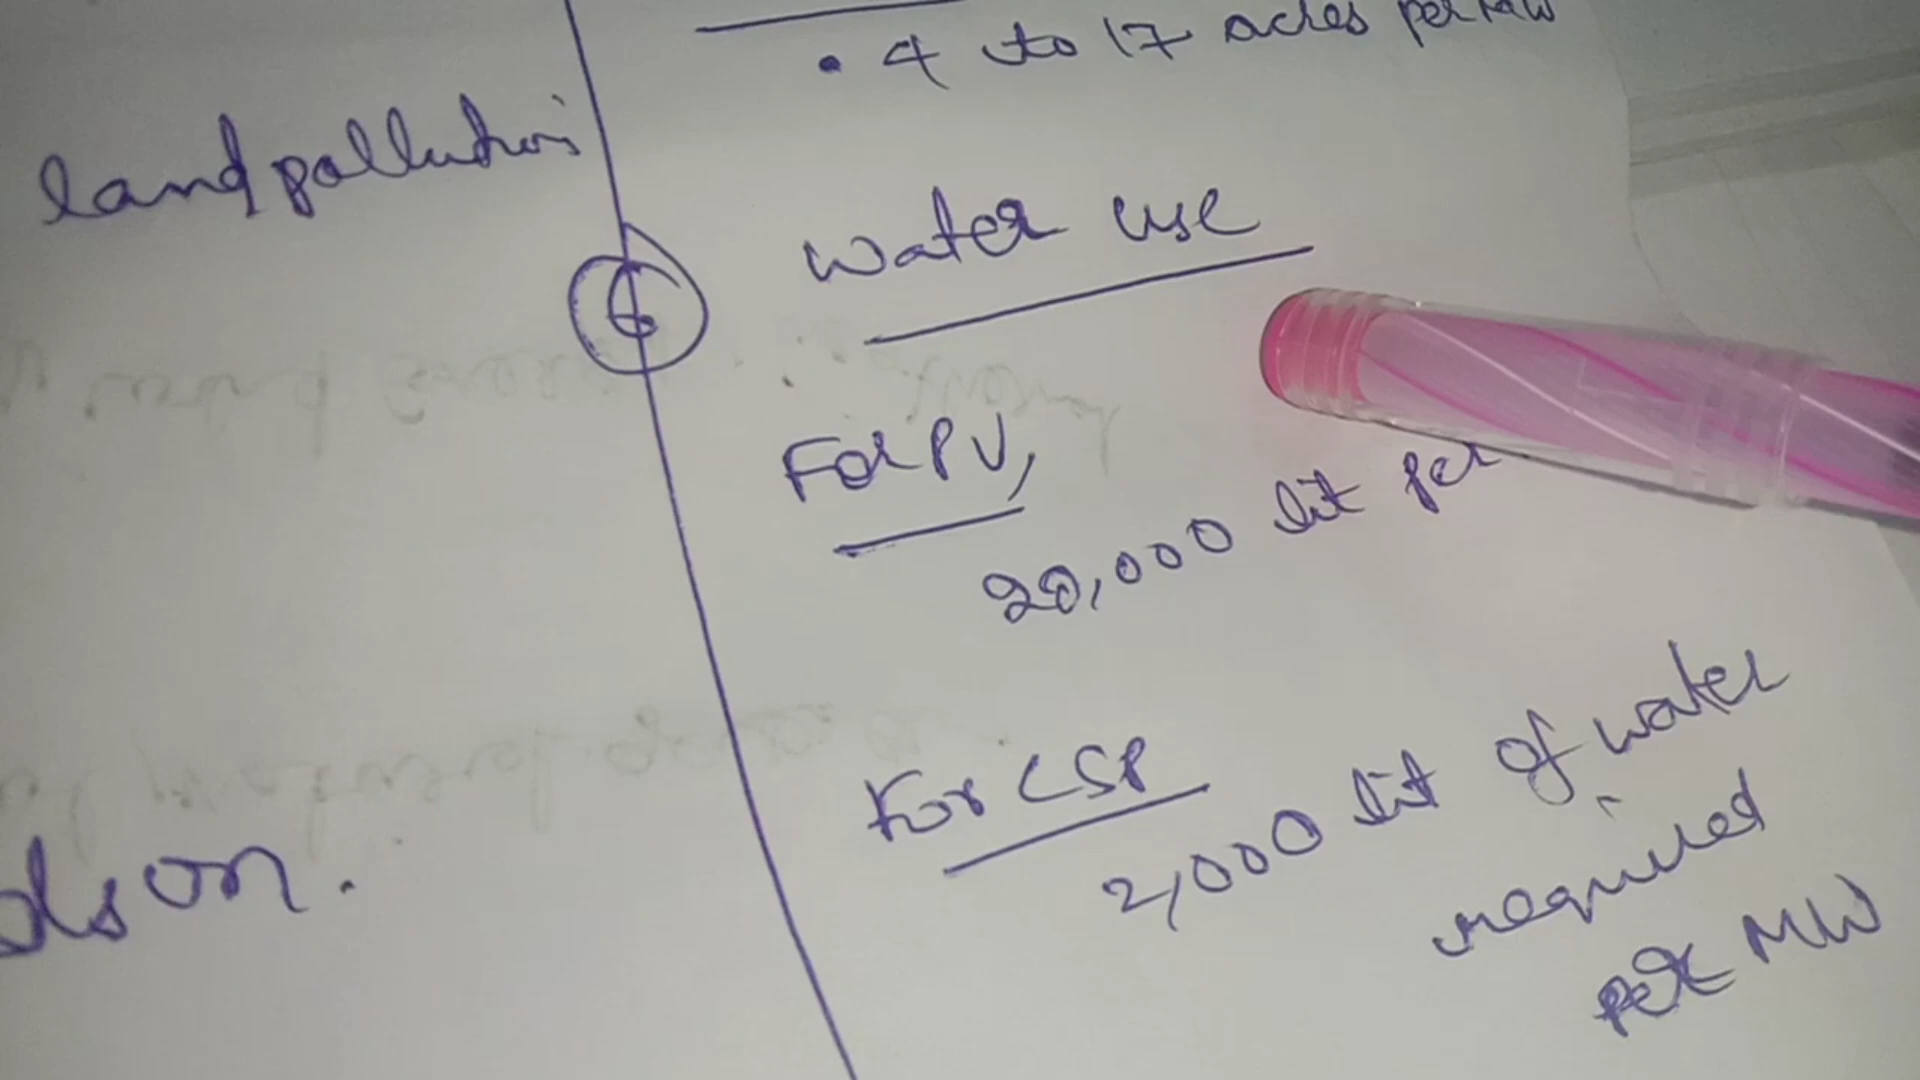 • 4 to 17 acres per MW
land pollution
6
Water use
For PV,
20,000 lit per
For CSP
2,000 lit of water
required
per MW